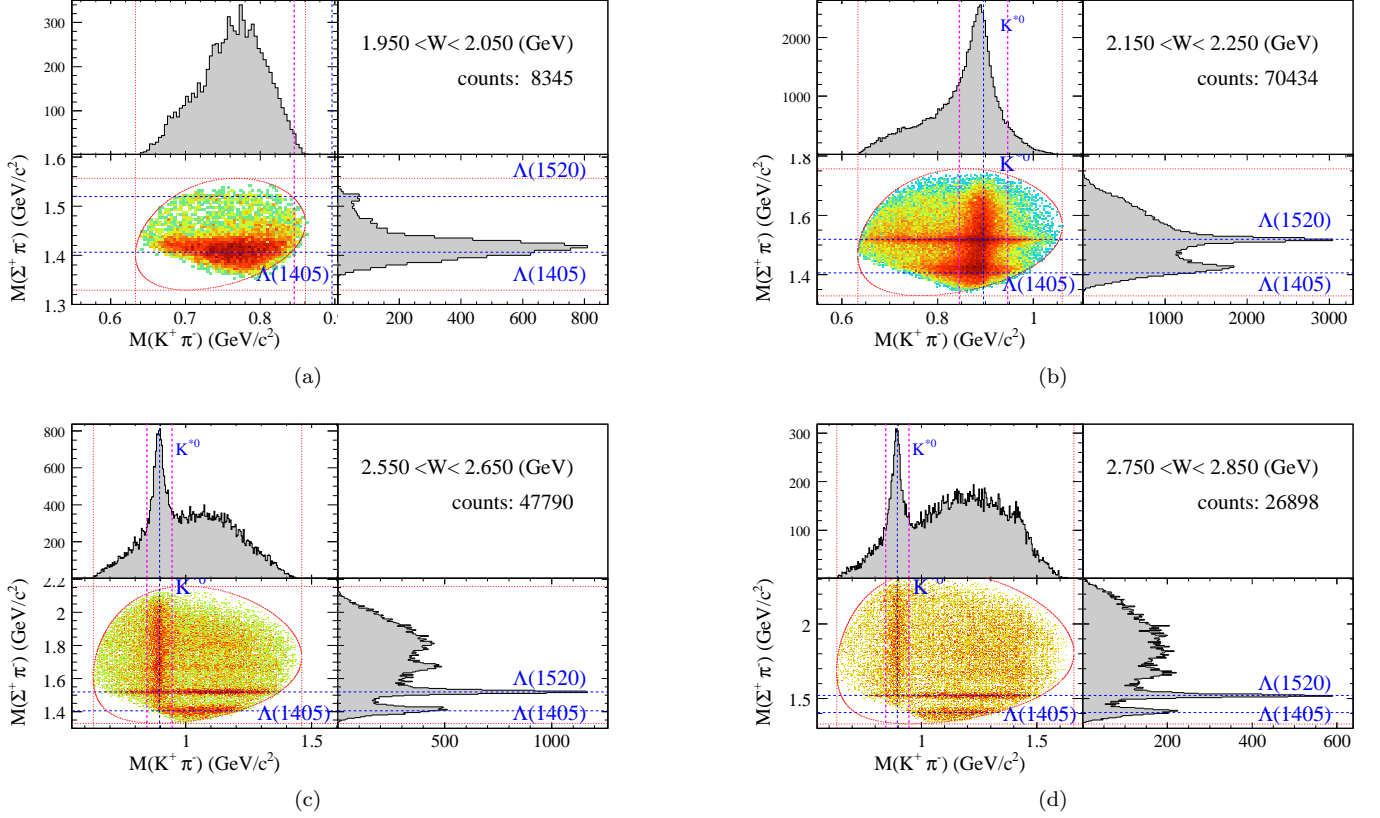 300
200
100
1.950 <W< 2.050 (GeV)
counts: 8345
1.6
1.5
1.4
1.3
M(Σ+ π-) (GeV/c²)
Λ(1520)
Λ(1405)
0.6
0.8
0.
200
400
600
800
M(K+ π-) (GeV/c²)
(a)
2000
1000
K*0
2.150 <W< 2.250 (GeV)
counts: 70434
1.8
1.6
1.4
M(Σ+ π-) (GeV/c²)
K*0
Λ(1520)
Λ(1405)
0.6
0.8
1
1000
2000
3000
M(K+ π-) (GeV/c²)
(b)
800
600
400
200
0
K*0
2.550 <W< 2.650 (GeV)
counts: 47790
2.2
2
1.8
1.6
1.4
M(Σ+ π-) (GeV/c²)
K*0
Λ(1520)
Λ(1405)
Λ(1405)
1
1.5
500
1000
M(K+ π-) (GeV/c²)
(c)
300
200
100
K*0
2.750 <W< 2.850 (GeV)
counts: 26898
2
1.5
M(Σ+ π-) (GeV/c²)
K*0
Λ(1520)
Λ(1405)
Λ(1405)
1
1.5
200
400
600
M(K+ π-) (GeV/c²)
(d)